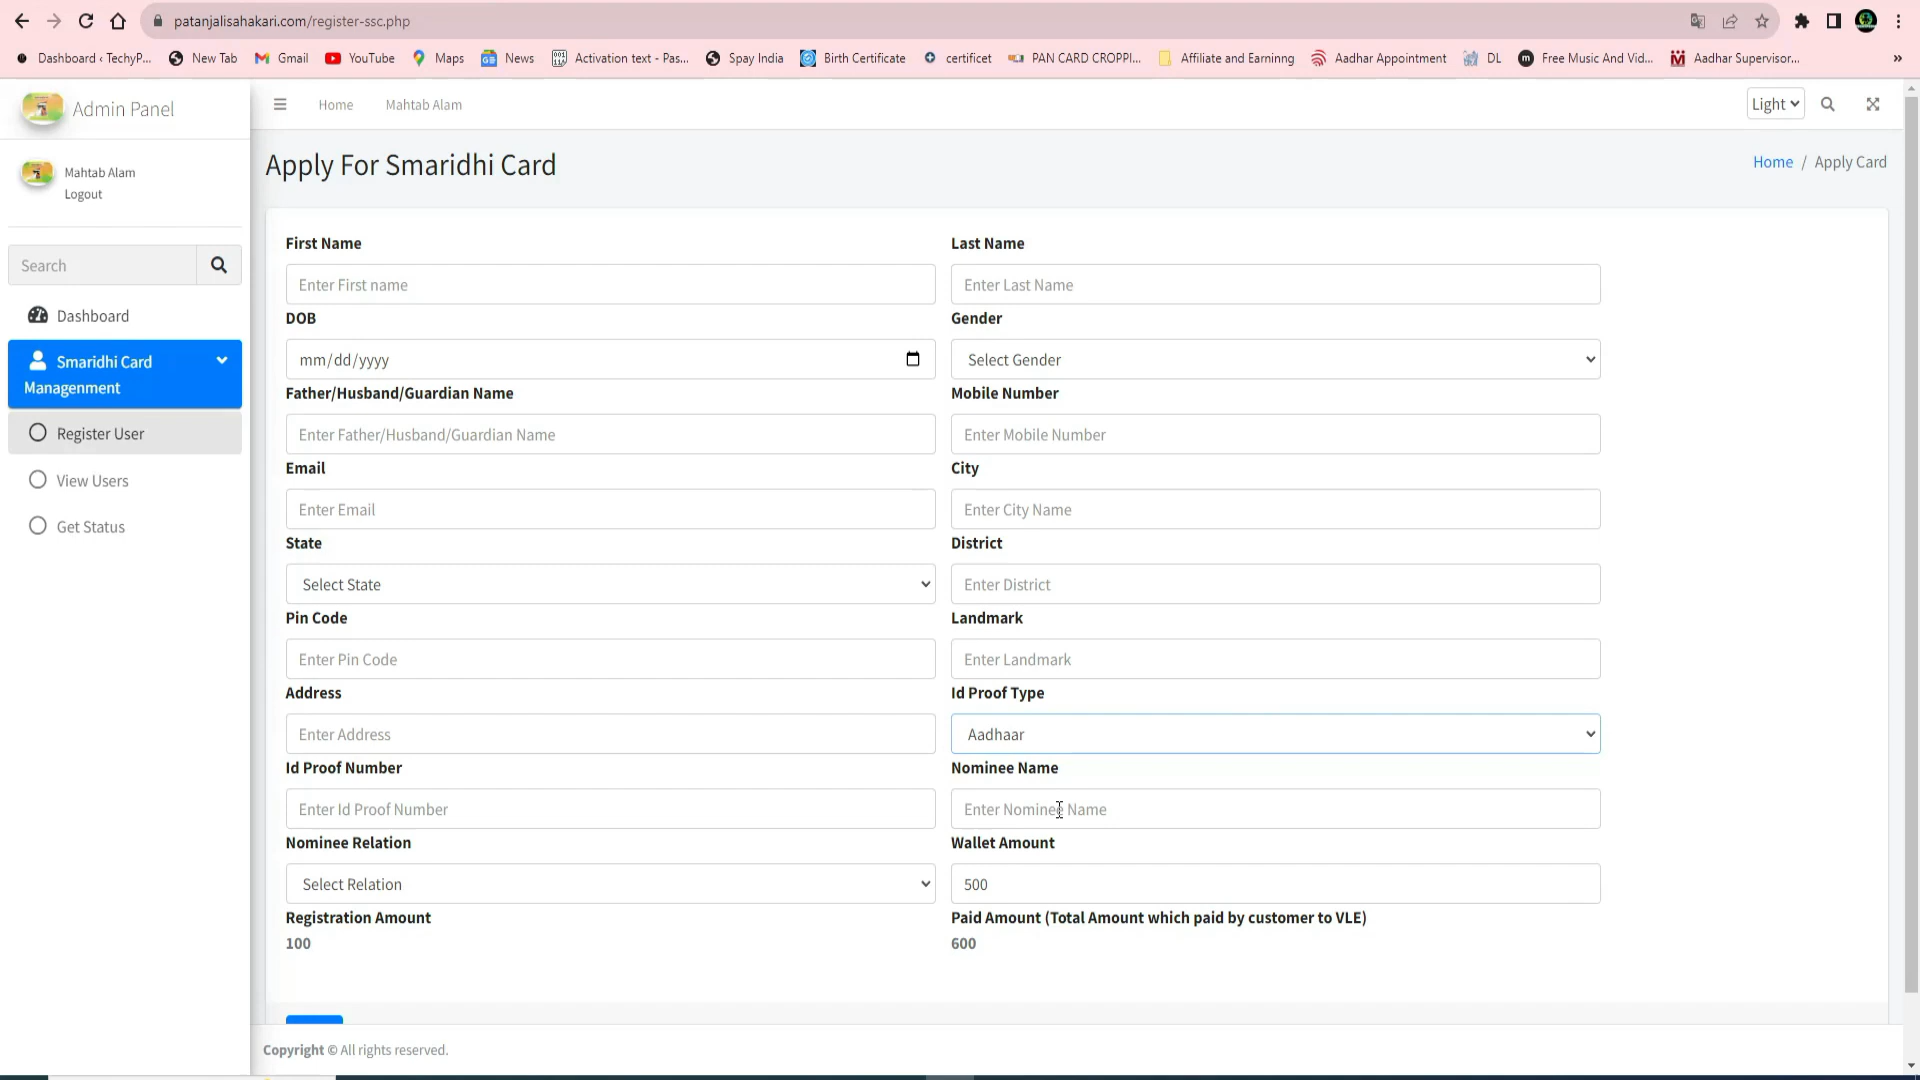 patanjalisahakari.com/register-ssc.php
Dashboard ‹ TechyP... New Tab Gmail YouTube Maps News Activation text - Pas... Spay India Birth Certificate certificet PAN CARD CROPPI... Affiliate and Earninng Aadhar Appointment DL Free Music And Vid... Aadhar Supervisor... »
Admin Panel
Home Mahtab Alam
Light
Mahtab Alam
Logout
Search
Dashboard
Smaridhi Card
Managenment
Register User
View Users
Get Status
Apply For Smaridhi Card
Home / Apply Card
First Name Last Name
Enter First name Enter Last Name
DOB Gender
mm/dd/yyyy Select Gender
Father/Husband/Guardian Name Mobile Number
Enter Father/Husband/Guardian Name Enter Mobile Number
Email City
Enter Email Enter City Name
State District
Select State Enter District
Pin Code Landmark
Enter Pin Code Enter Landmark
Address Id Proof Type
Enter Address Aadhaar
Id Proof Number Nominee Name
Enter Id Proof Number Enter Nominee Name
Nominee Relation Wallet Amount
Select Relation 500
Registration Amount Paid Amount (Total Amount which paid by customer to VLE)
100 600
Copyright © All rights reserved.